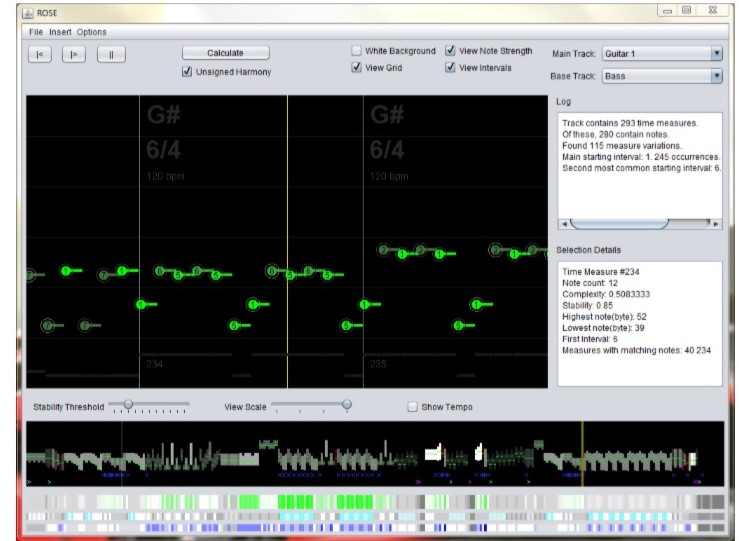 ROSE
File Insert Options
|< |> ||
Calculate
Unsigned Harmony
White Background
View Note Strength
View Grid
View Intervals
Main Track: Guitar 1
Base Track: Bass
Log
Track contains 293 time measures.
Of these, 280 contain notes.
Found 115 measure variations.
Main starting interval: 1. 245 occurrences.
Second most common starting interval: 6.
G# G#
6/4 6/4
120 bpm 120 bpm
234 235
Selection Details
Time Measure #234
Note count: 12
Complexity: 0.5083333
Stability: 0.85
Highest note(byte): 52
Lowest note(byte): 39
First Interval: 6
Measures with matching notes: 40 234
Stability Threshold
View Scale
Show Tempo